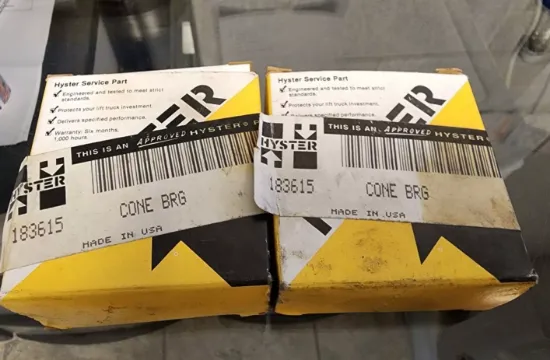 Hyster Service Part
✓ Engineered and tested to meet strict
standards.
✓ Protects your lift truck investment.
✓ Delivers specified performance.
✓ Warranty: Six months,
1,000 hours.
THIS IS AN APPROVED HYSTER®
HYSTER
183615
CONE BRG
MADE IN USA
Hyster Service Part
✓ Engineered and tested to meet strict
standards.
✓ Protects your lift truck investment.
✓ Delivers specified performance.
THIS IS AN APPROVED HYSTER
HYSTER
183615
CONE BRG
MADE IN USA